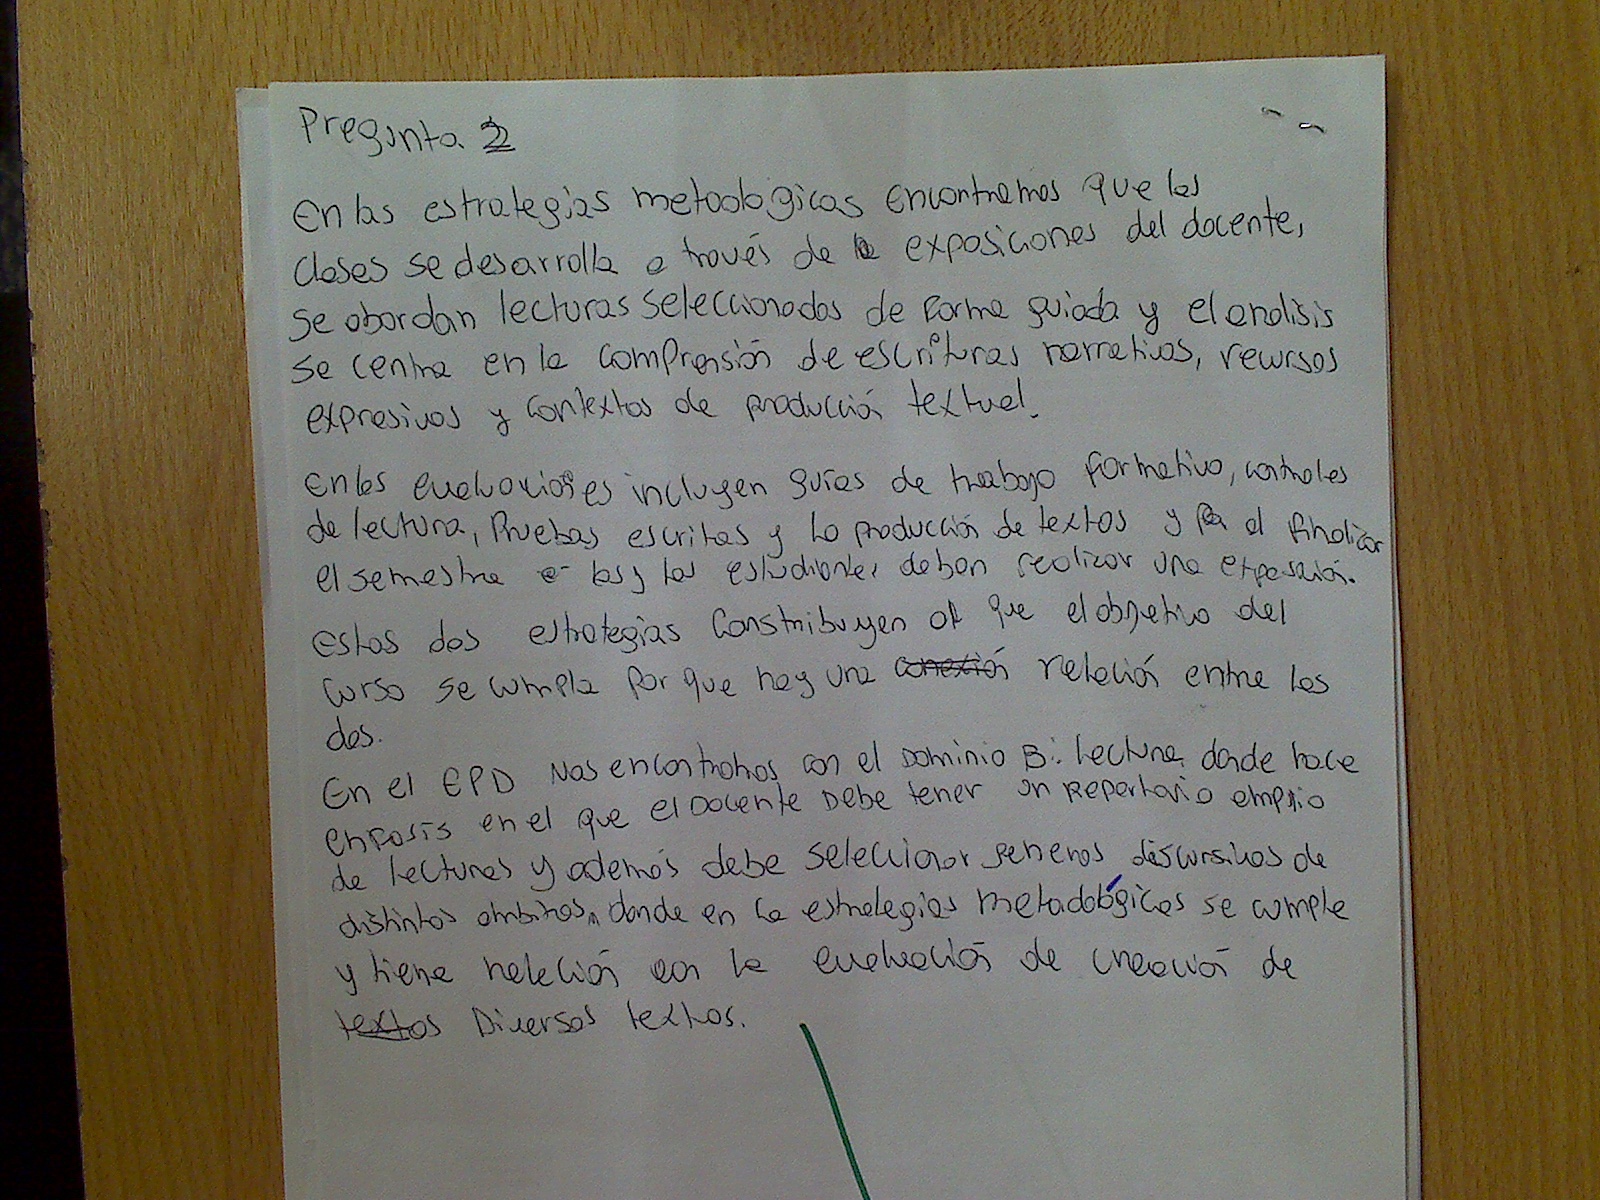 Pregunta 2
En las estrategias metodologicas encontramos que las
clases se desarrolla a través de la exposiciones del docente,
se abordan lecturas seleccionadas de forma guiada y el analisis
se centra en la comprensión de escrituras narrativas, recursos
expresivos y contextos de producción textual.
En las evaluaciones incluyen guías de trabajo formativo, controles
de lectura, Pruebas escritas y la producción de textos y al finalizar
el semestre las y los estudiantes deben realizar una exposición.
Estas dos estrategias constribuyen al que el objetivo del
curso se cumpla por que hay una conexión relación entre las
dos.
En el EPD Nos encontramos con el Dominio B: Lectura, donde hace
enfasis en el que el Docente Debe tener un Repertorio amplio
de lecturas y además debe seleccionar generos discursivos de
distintos ambitos, donde en la estrategias metodológicas se cumple
y tiene relación con la evaluación de creación de
textos Diversos textos.